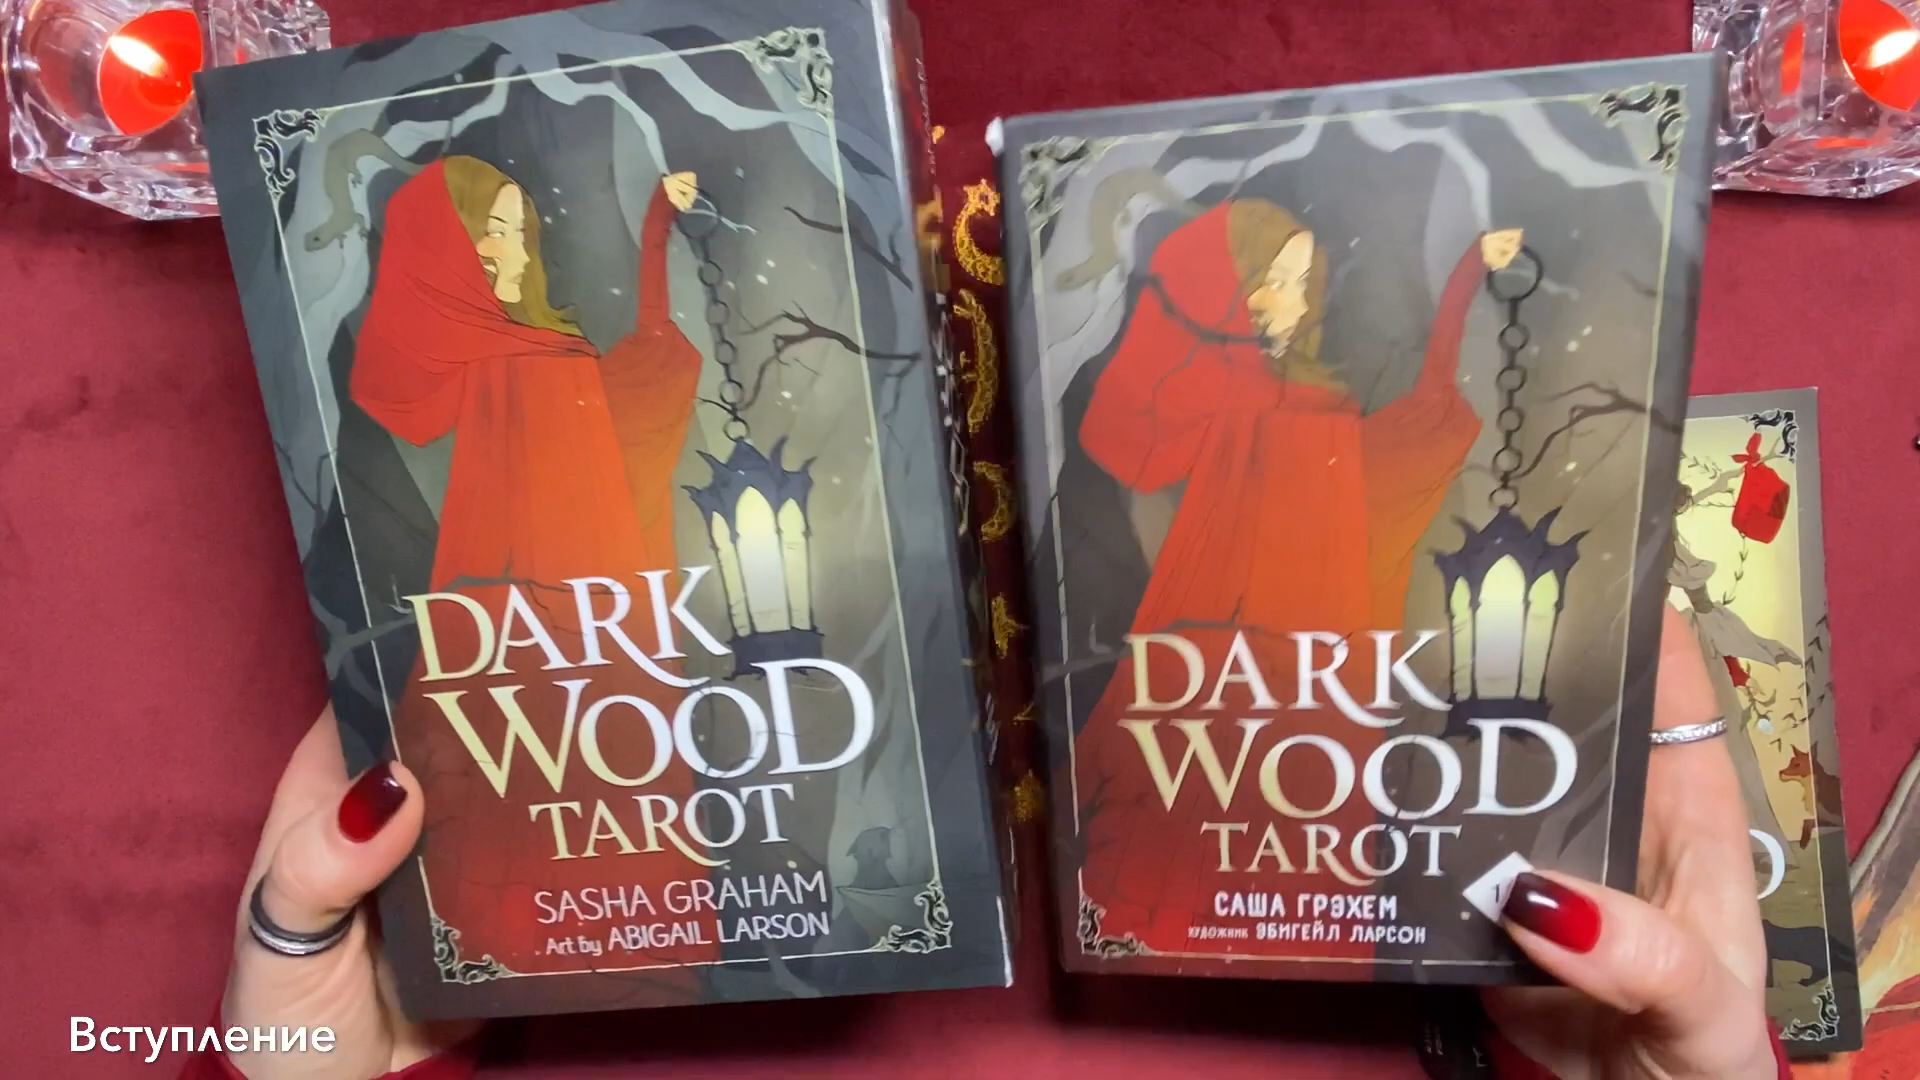 DARK
WOOD
TAROT
SASHA GRAHAM
Art by ABIGAIL LARSON
DARK
WOOD
TAROT
САША ГРЭХЕМ
художник ЭБИГЕЙЛ ЛАРСОН
Вступление